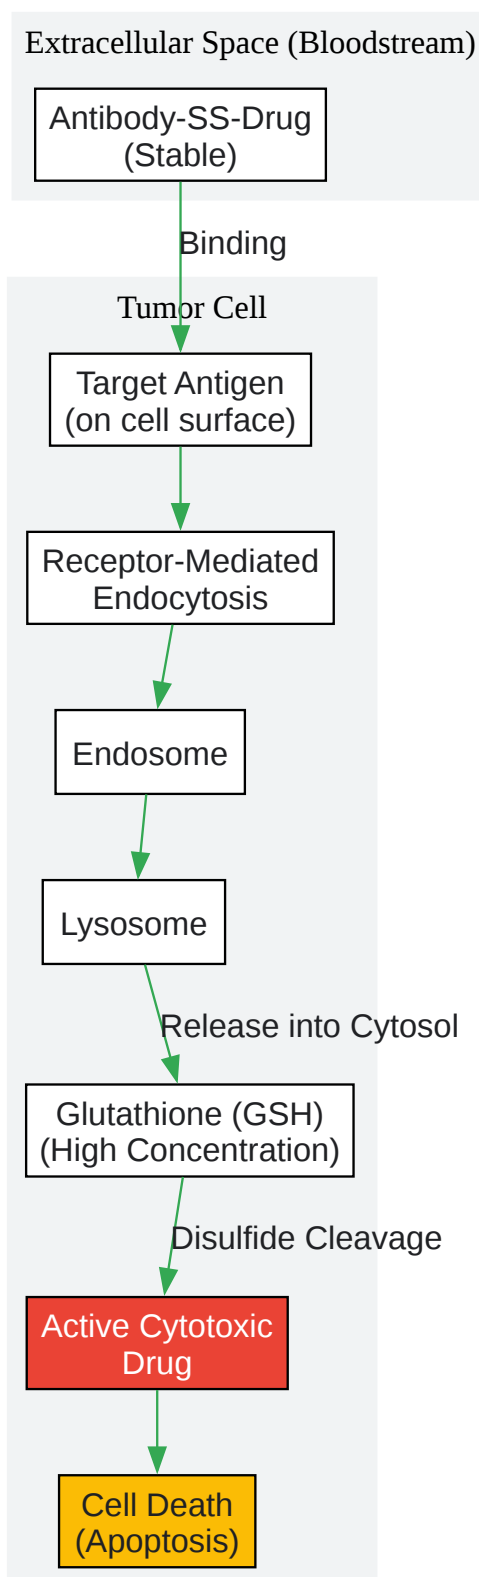 Extracellular Space (Bloodstream)
Antibody-SS-Drug
(Stable)
Binding
Tumor Cell
Target Antigen
(on cell surface)
Receptor-Mediated
Endocytosis
Endosome
Lysosome
Release into Cytosol
Glutathione (GSH)
(High Concentration)
Disulfide Cleavage
Active Cytotoxic
Drug
Cell Death
(Apoptosis)